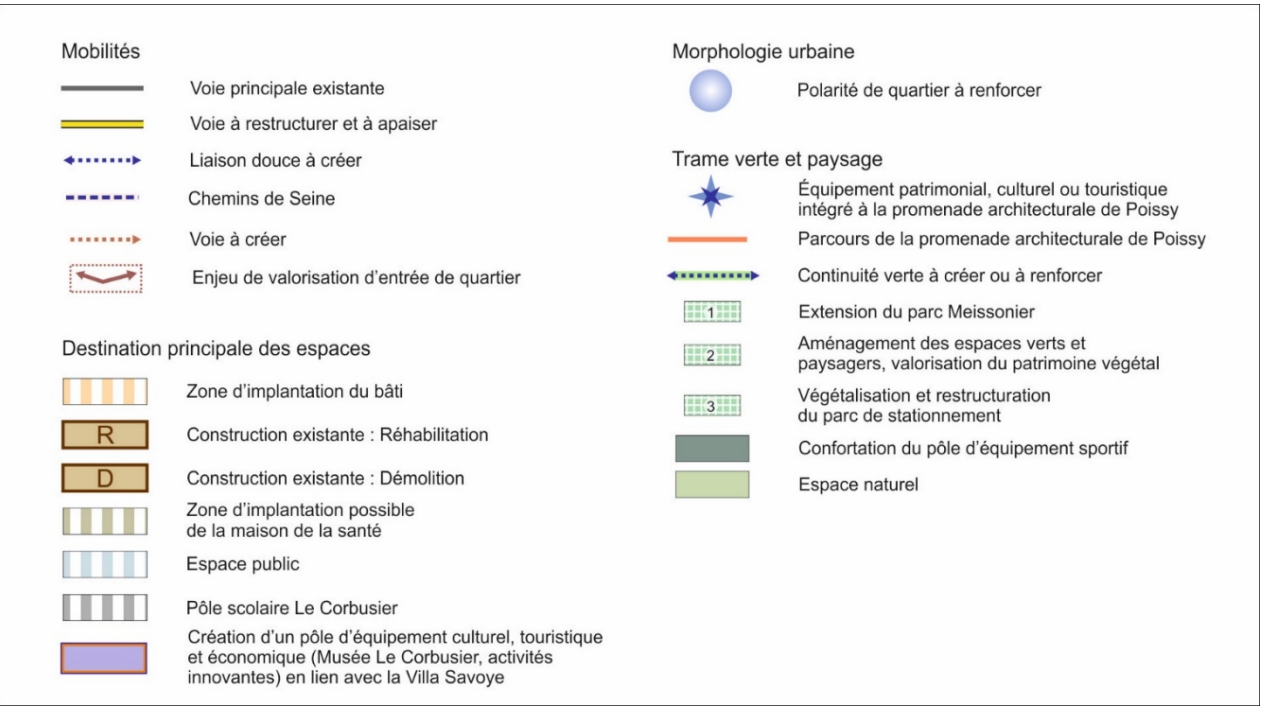 Mobilités
Voie principale existante
Voie à restructurer et à apaiser
Liaison douce à créer
Chemins de Seine
Voie à créer
Enjeu de valorisation d'entrée de quartier
Destination principale des espaces
Zone d'implantation du bâti
R
Construction existante : Réhabilitation
D
Construction existante : Démolition
Zone d'implantation possible
de la maison de la santé
Espace public
Pôle scolaire Le Corbusier
Création d'un pôle d'équipement culturel, touristique
et économique (Musée Le Corbusier, activités
innovantes) en lien avec la Villa Savoye
Morphologie urbaine
Polarité de quartier à renforcer
Trame verte et paysage
Équipement patrimonial, culturel ou touristique
intégré à la promenade architecturale de Poissy
Parcours de la promenade architecturale de Poissy
Continuité verte à créer ou à renforcer
1
Extension du parc Meissonier
2
Aménagement des espaces verts et
paysagers, valorisation du patrimoine végétal
3
Végétalisation et restructuration
du parc de stationnement
Confortation du pôle d'équipement sportif
Espace naturel